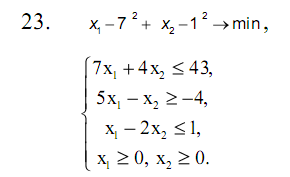 23. x₁ – 7 ² + x₂ – 1 ² → min,
7x₁ + 4x₂ ≤ 43,
5x₁ – x₂ ≥ –4,
x₁ – 2x₂ ≤ 1,
x₁ ≥ 0, x₂ ≥ 0.